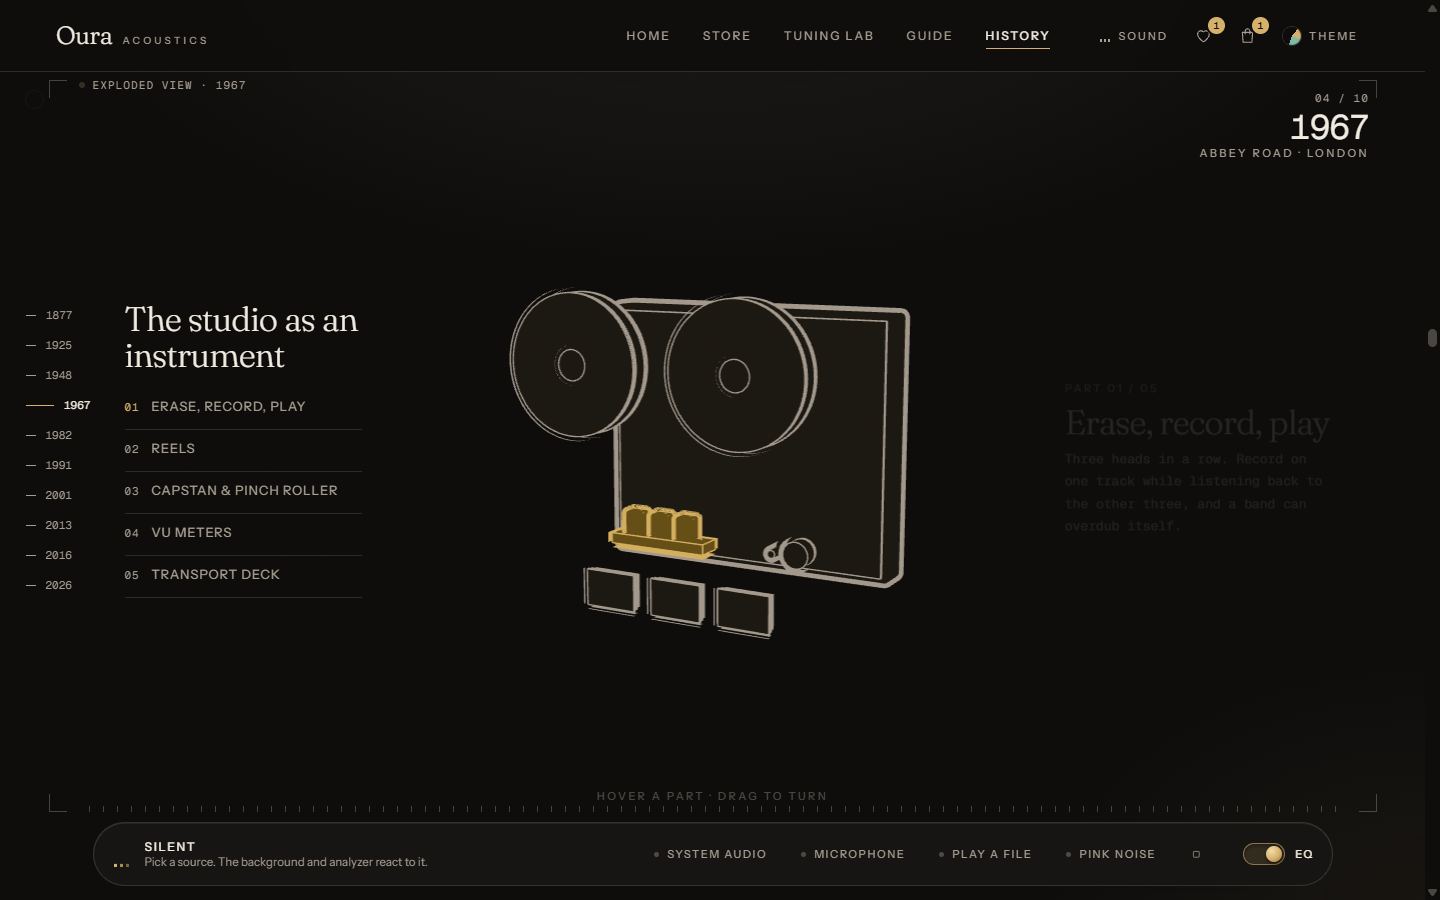 Oura ACOUSTICS
HOME STORE TUNING LAB GUIDE HISTORY SOUND 1 1 THEME
EXPLODED VIEW · 1967
04 / 10
1967
ABBEY ROAD · LONDON
1877
1925
1948
1967
1982
1991
2001
2013
2016
2026
The studio as an
instrument
01 ERASE, RECORD, PLAY
02 REELS
03 CAPSTAN & PINCH ROLLER
04 VU METERS
05 TRANSPORT DECK
PART 01 / 05
Erase, record, play
Three heads in a row. Record on
one track while listening back to
the other three, and a band can
overdub itself.
HOVER A PART · DRAG TO TURN
SILENT
Pick a source. The background and analyzer react to it.
SYSTEM AUDIO MICROPHONE PLAY A FILE PINK NOISE EQ